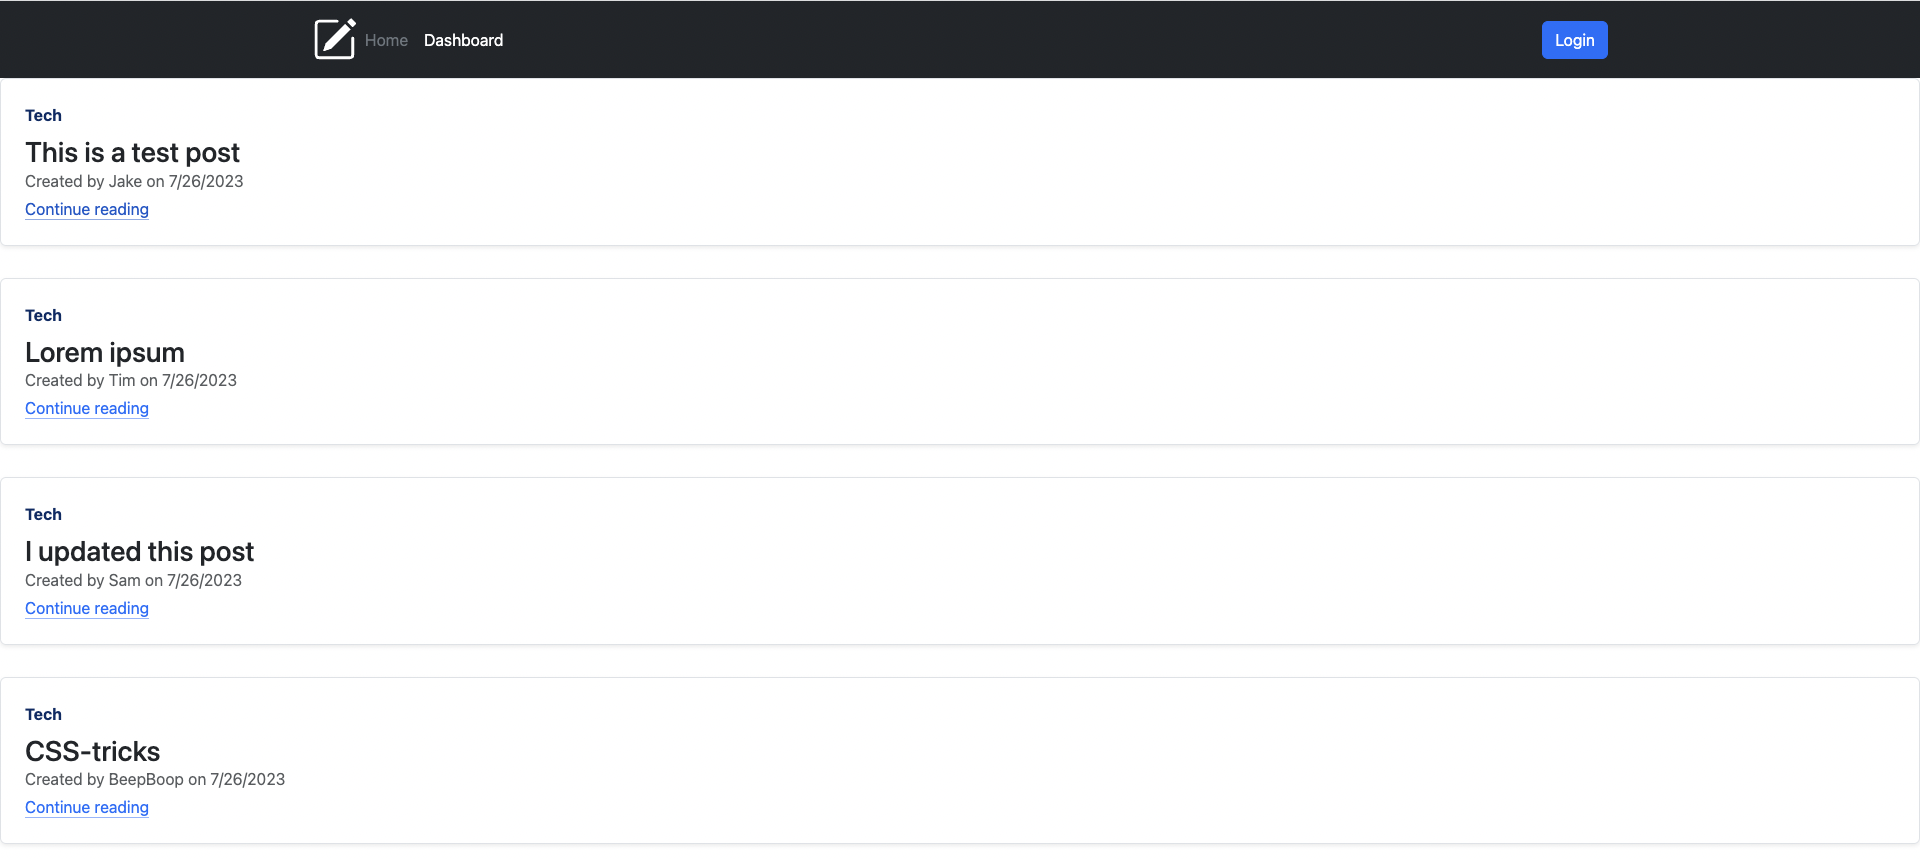 Home Dashboard Login
Tech
This is a test post
Created by Jake on 7/26/2023
Continue reading
Tech
Lorem ipsum
Created by Tim on 7/26/2023
Continue reading
Tech
I updated this post
Created by Sam on 7/26/2023
Continue reading
Tech
CSS-tricks
Created by BeepBoop on 7/26/2023
Continue reading